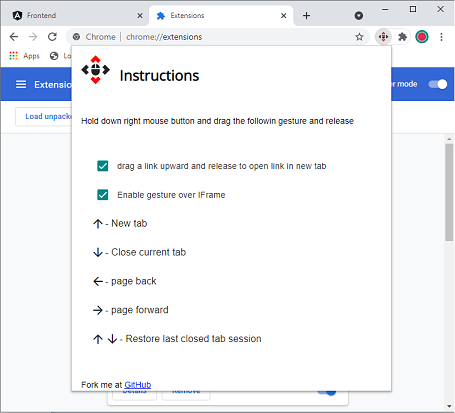 Frontend
Extensions
Chrome | chrome://extensions
Apps
Lo
Extension
er mode
Load unpacke
Instructions
Hold down right mouse button and drag the followin gesture and release
drag a link upward and release to open link in new tab
Enable gesture over IFrame
↑ - New tab
↓ - Close current tab
← - page back
→ - page forward
↑ ↓ - Restore last closed tab session
Fork me at GitHub
Details
Remove